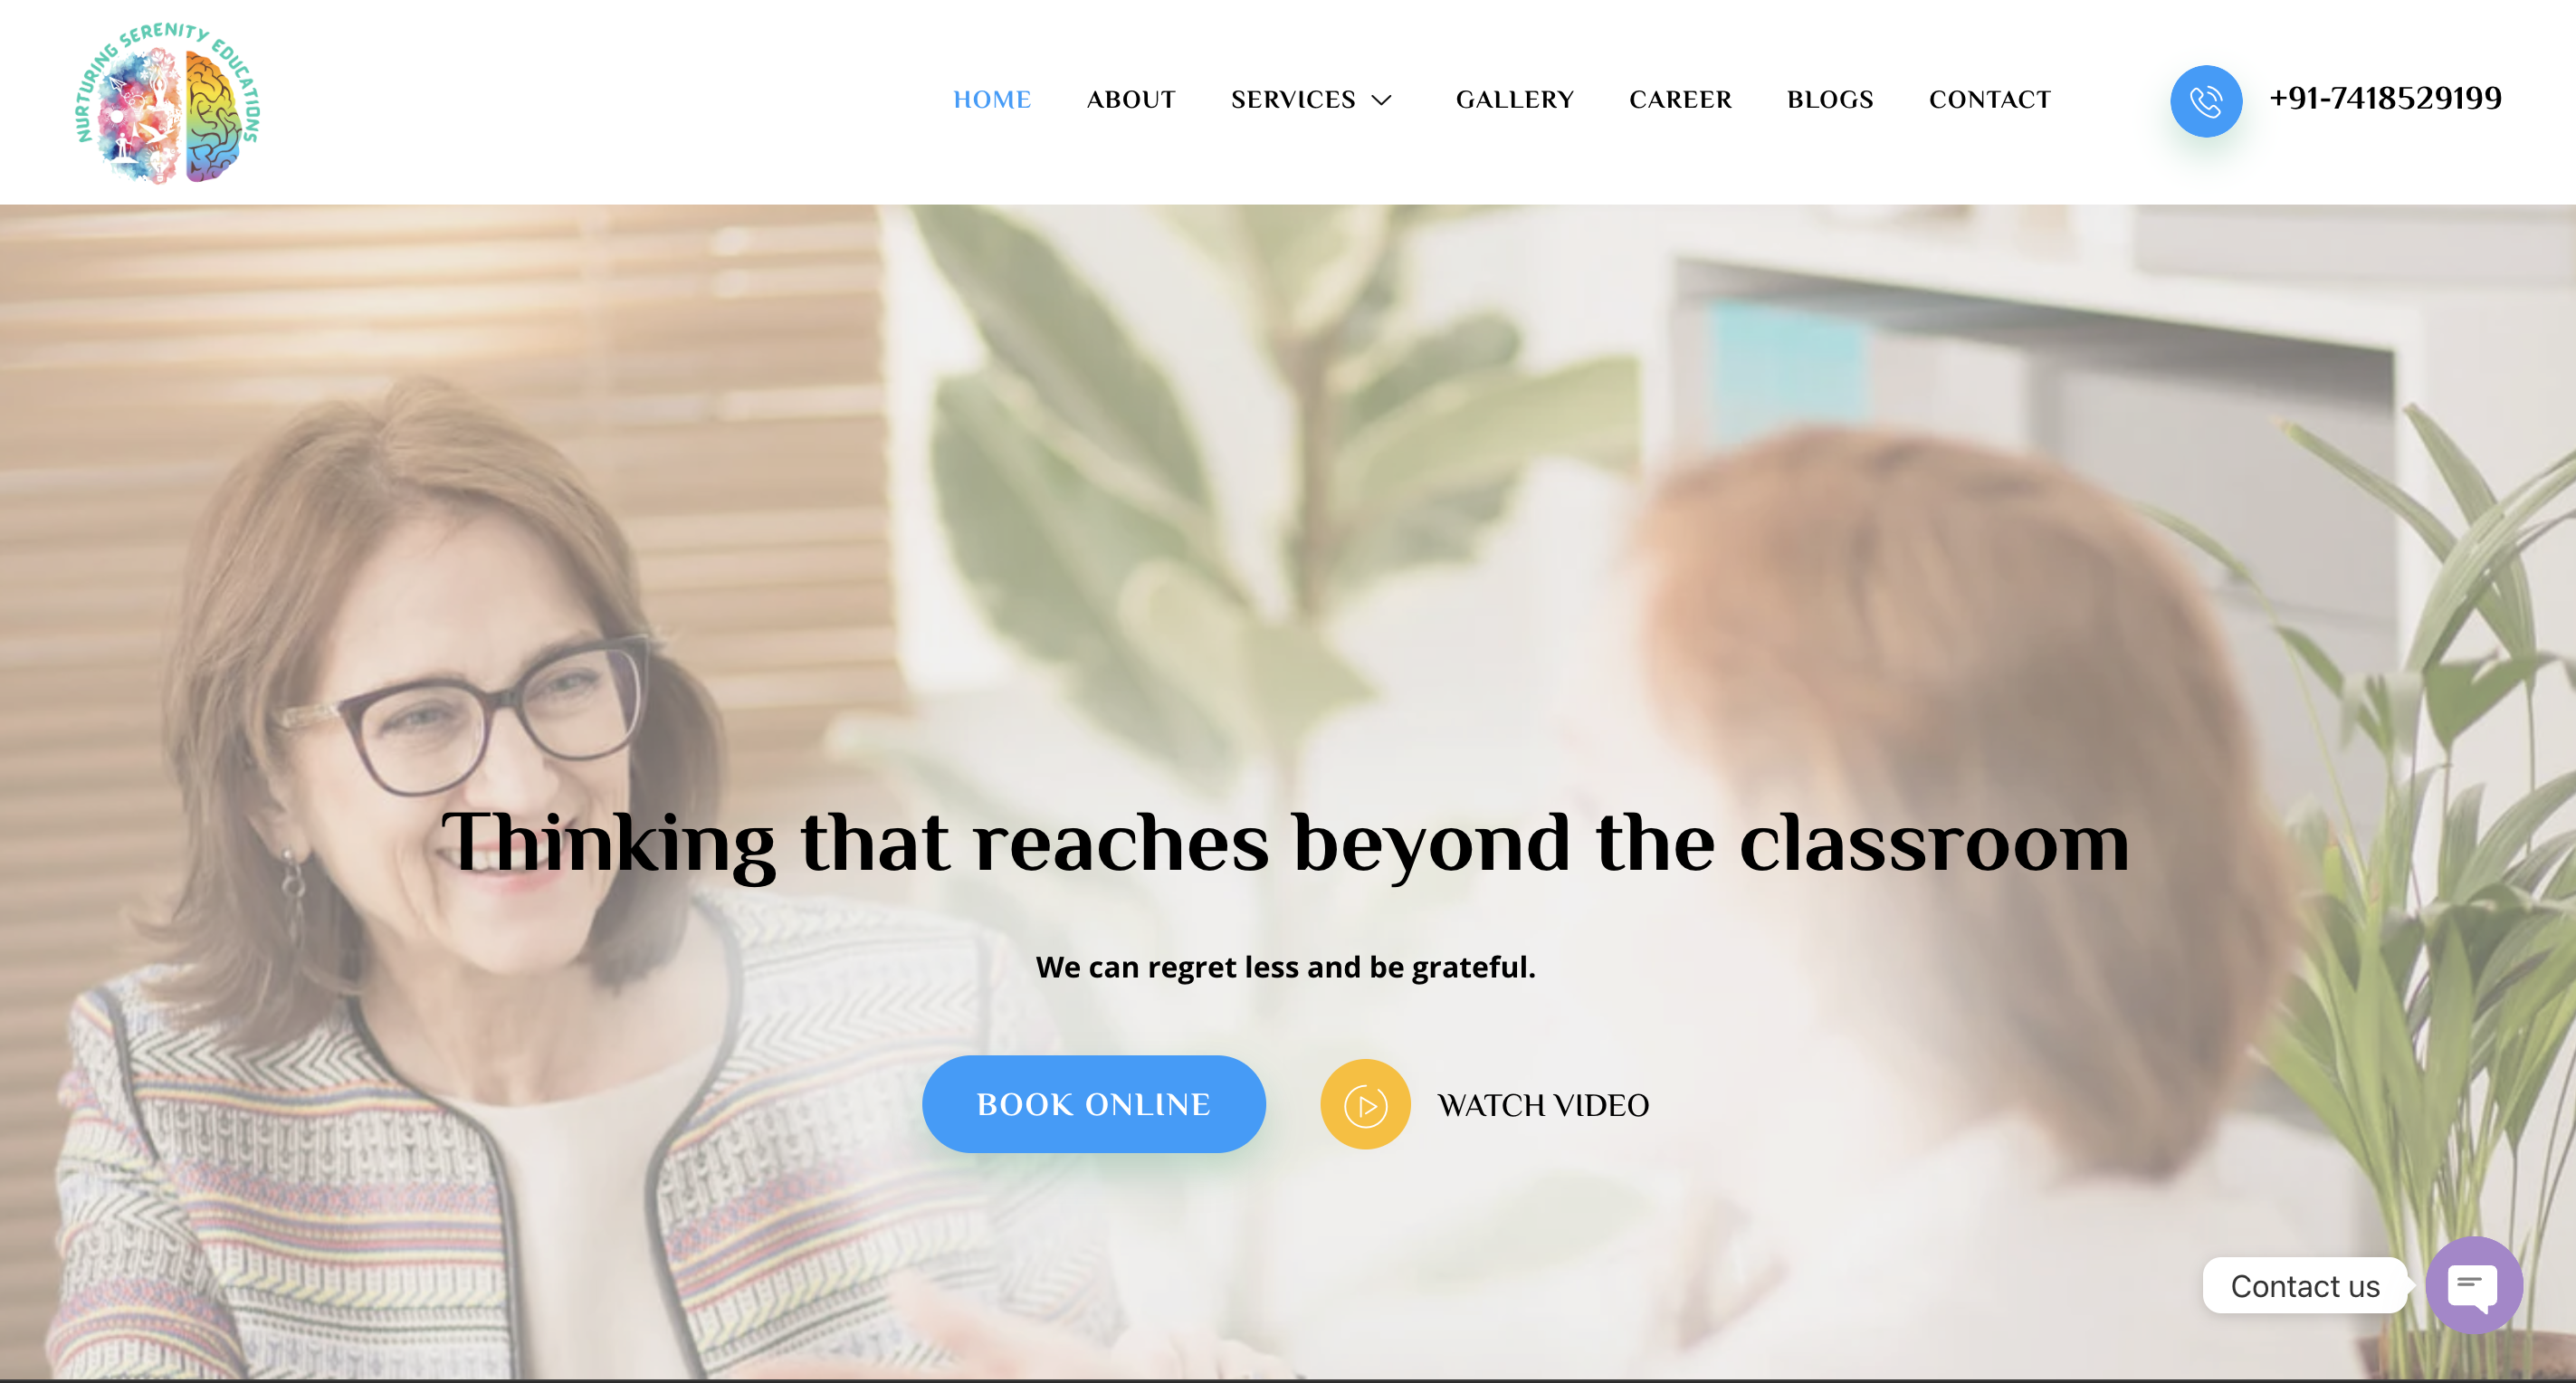 NURTURING SERENITY EDUCATIONS
HOME ABOUT SERVICES GALLERY CAREER BLOGS CONTACT +91-7418529199
Thinking that reaches beyond the classroom
We can regret less and be grateful.
BOOK ONLINE WATCH VIDEO
Contact us